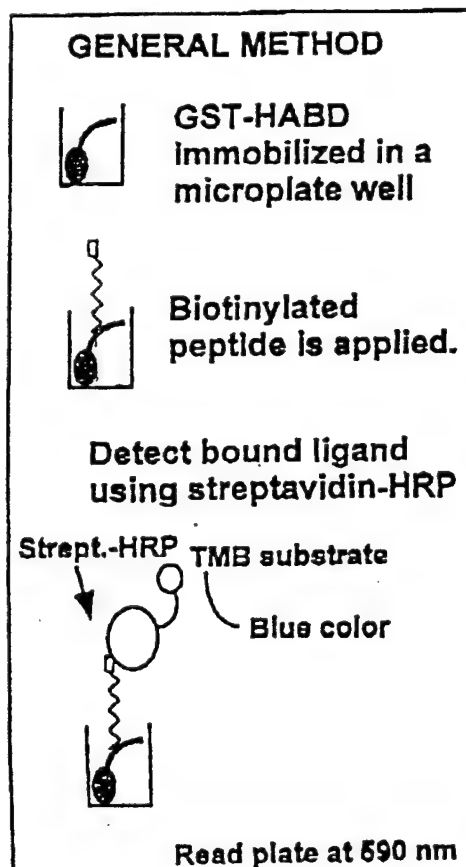 GENERAL METHOD
GST-HABD
immobilized in a
microplate well
Biotinylated
peptide is applied.
Detect bound ligand
using streptavidin-HRP
Strept.-HRP TMB substrate
Blue color
Read plate at 590 nm